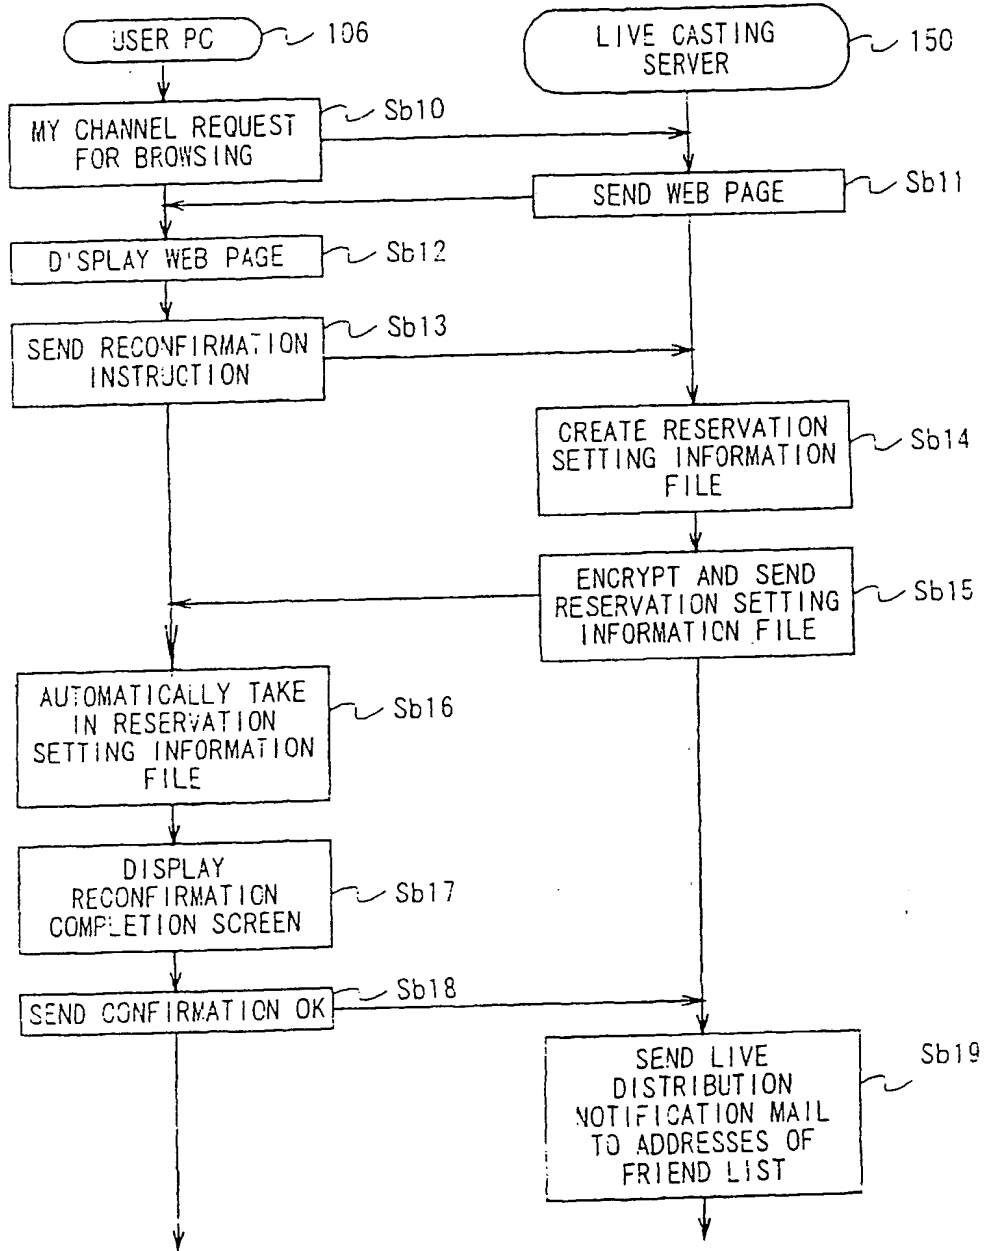 USER PC
106
LIVE CASTING
SERVER
150
MY CHANNEL REQUEST
FOR BROWSING
Sb10
SEND WEB PAGE
Sb11
D'SPLAY WEB PAGE
Sb12
SEND RECONFIRMATION
INSTRUCTION
Sb13
CREATE RESERVATION
SETTING INFORMATION
FILE
Sb14
ENCRYPT AND SEND
RESERVATION SETTING
INFORMATION FILE
Sb15
AUTOMATICALLY TAKE
IN RESERVATION
SETTING INFORMATION
FILE
Sb16
DISPLAY
RECONFIRMATION
COMPLETION SCREEN
Sb17
SEND CONFIRMATION OK
Sb18
SEND LIVE
DISTRIBUTION
NOTIFICATION MAIL
TO ADDRESSES OF
FRIEND LIST
Sb19